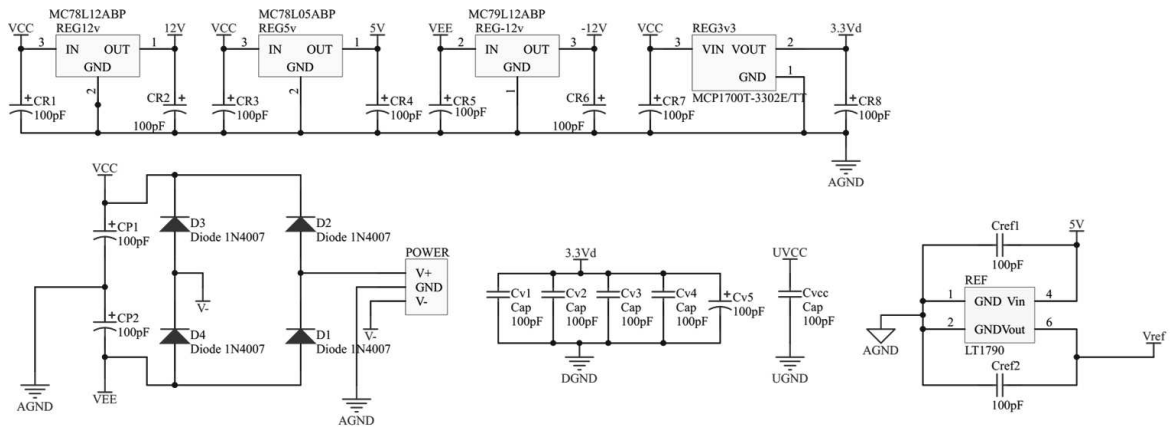 MC78L12ABP
REG12v
VCC
12V
3
IN
OUT
1
GND
2
CR1
100pF
CR2
100pF
MC78L05ABP
REG5v
VCC
5V
3
IN
OUT
1
GND
2
CR3
100pF
CR4
100pF
MC79L12ABP
REG-12v
VEE
-12V
2
IN
OUT
3
GND
1
CR5
100pF
CR6
100pF
REG3v3
VCC
3.3Vd
3
VIN
VOUT
2
GND
1
MCP1700T-3302E/TT
CR7
100pF
CR8
100pF
AGND
VCC
CP1
100pF
CP2
100pF
AGND
VEE
D3
Diode 1N4007
D2
Diode 1N4007
V-
D4
Diode 1N4007
D1
Diode 1N4007
POWER
V+
GND
V-
V-
AGND
3.3Vd
Cv1
Cap
100pF
Cv2
Cap
100pF
Cv3
Cap
100pF
Cv4
Cap
100pF
Cv5
100pF
DGND
UVCC
Cvcc
Cap
100pF
UGND
Cref1
100pF
5V
REF
1
GND
Vin
4
2
GND
Vout
6
LT1790
AGND
Vref
Cref2
100pF